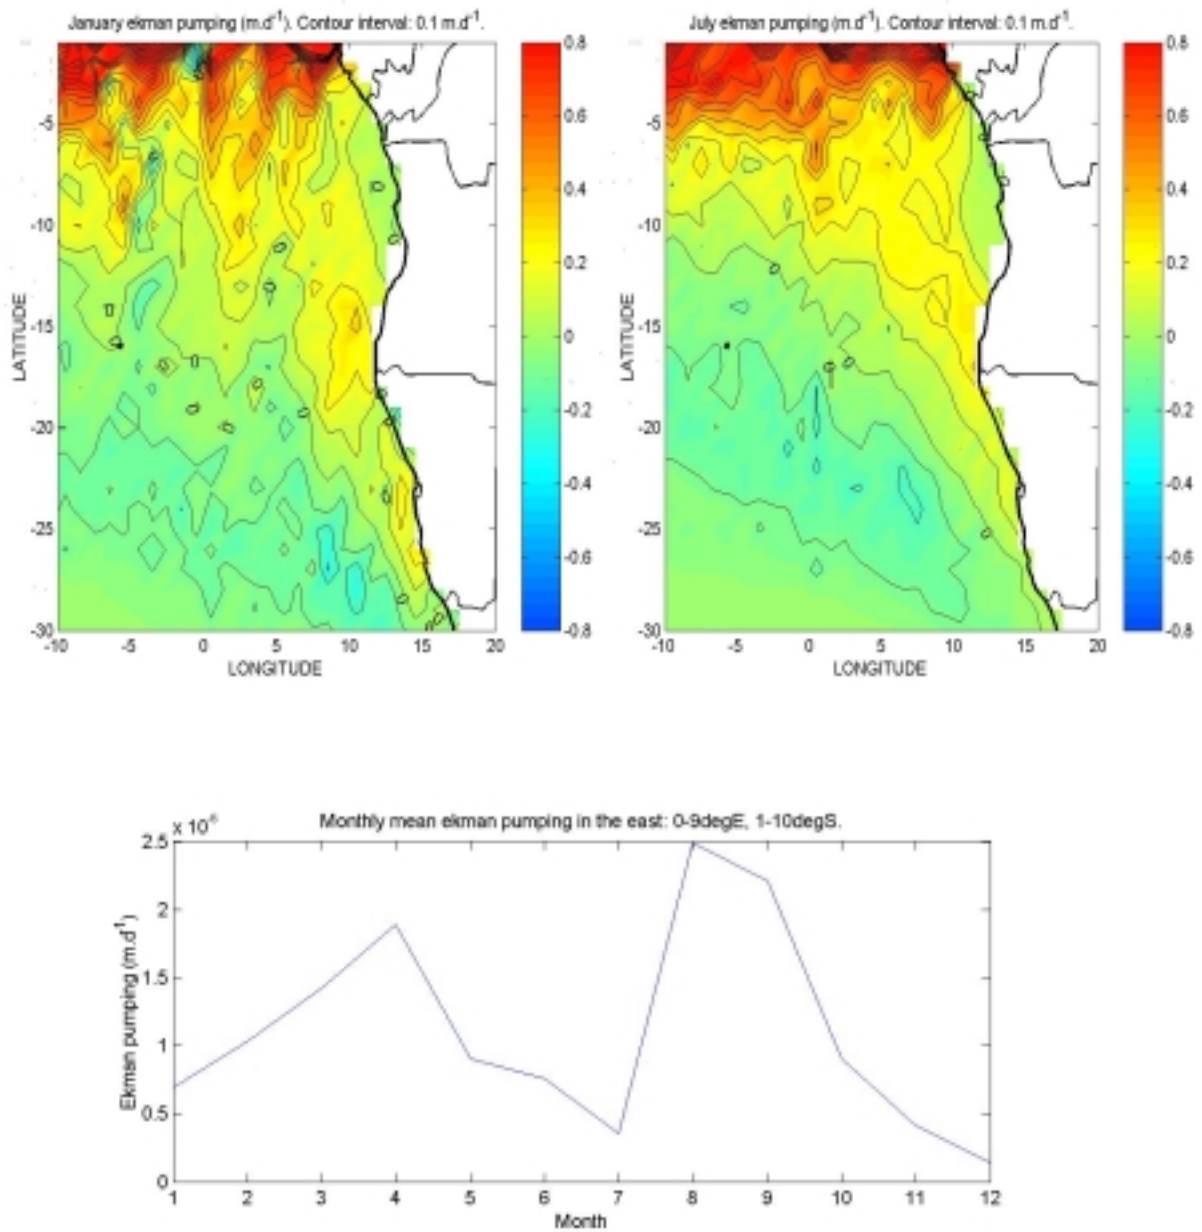 January ekman pumping (m.d⁻¹). Contour interval: 0.1 m.d⁻¹.
LATITUDE
-5
-10
-15
-20
-25
-30
-10 -5 0 5 10 15 20
LONGITUDE
0.8
0.6
0.4
0.2
0
-0.2
-0.4
-0.6
-0.8
July ekman pumping (m.d⁻¹). Contour interval: 0.1 m.d⁻¹.
LATITUDE
-5
-10
-15
-20
-25
-30
-10 -5 0 5 10 15 20
LONGITUDE
0.8
0.6
0.4
0.2
0
-0.2
-0.4
-0.6
-0.8
Monthly mean ekman pumping in the east: 0-9degE, 1-10degS.
x 10⁻⁶
Ekman pumping (m.d⁻¹)
2.5
2
1.5
1
0.5
0
1 2 3 4 5 6 7 8 9 10 11 12
Month